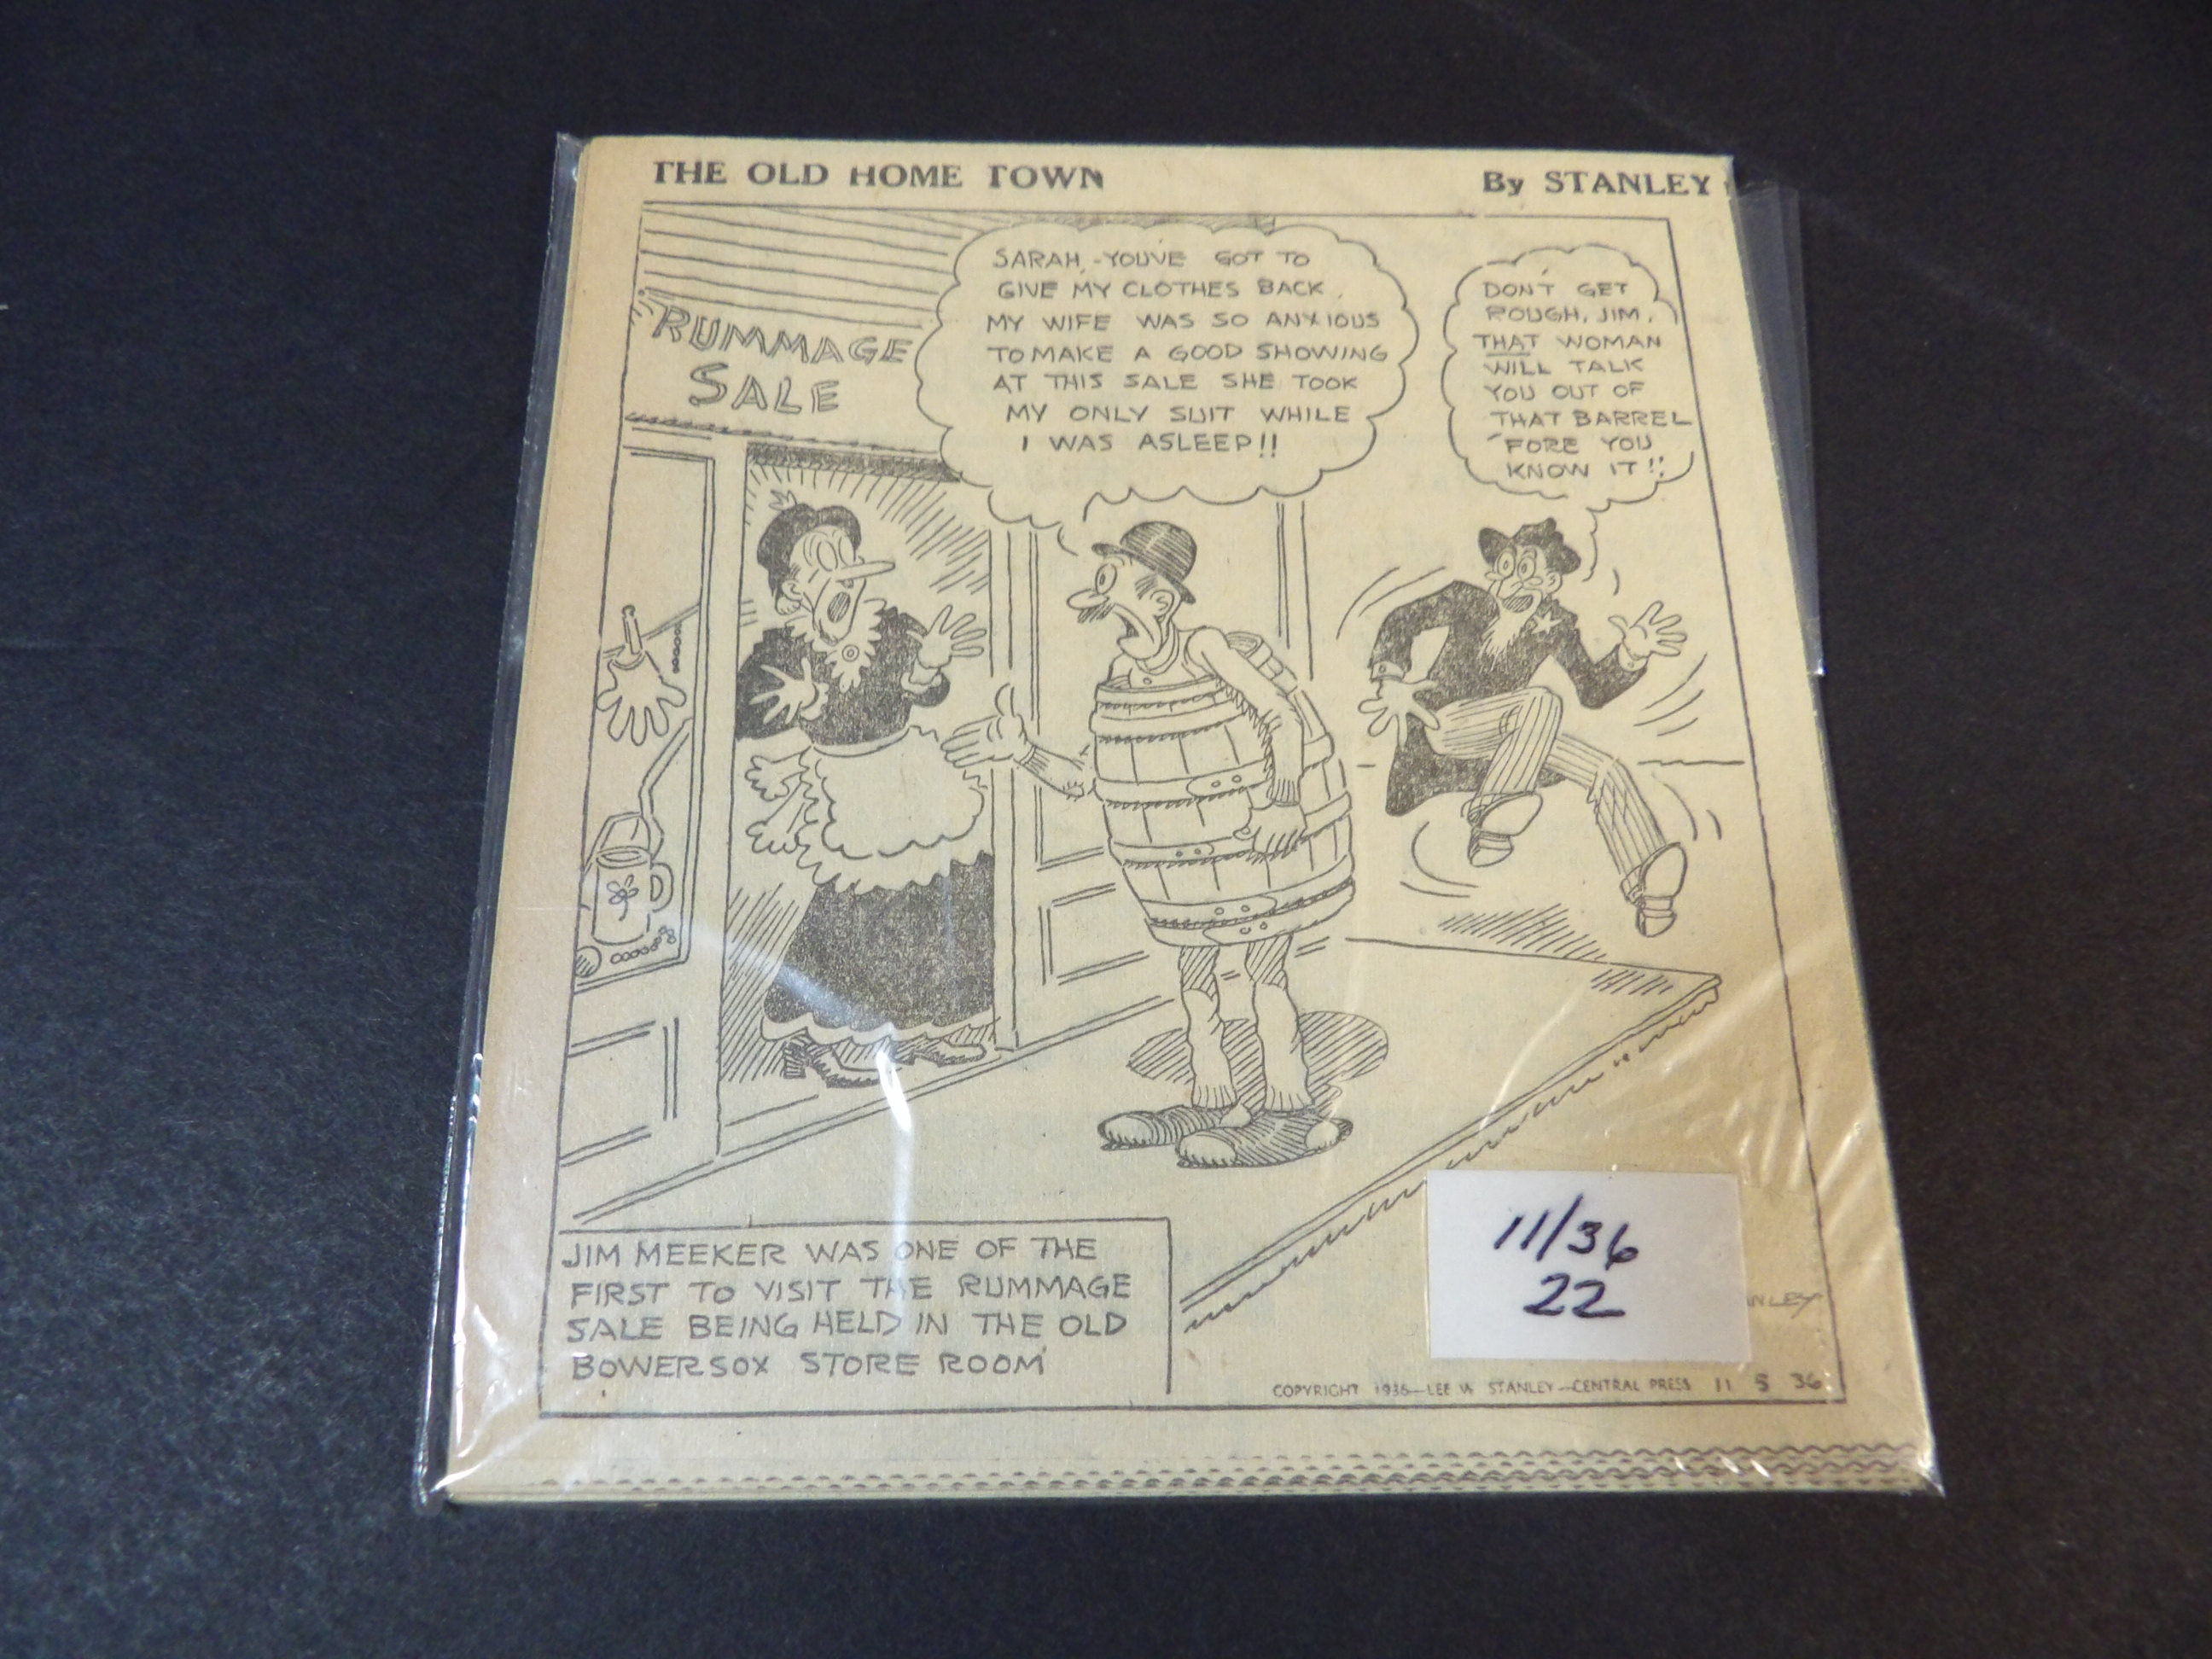 THE OLD HOME TOWN
By STANLEY
RUMMAGE
SALE
SARAH,-YOU'VE GOT TO
GIVE MY CLOTHES BACK,
MY WIFE WAS SO ANXIOUS
TO MAKE A GOOD SHOWING
AT THIS SALE SHE TOOK
MY ONLY SUIT WHILE
I WAS ASLEEP!!
DON'T GET
ROUGH, JIM,
THAT WOMAN
WILL TALK
YOU OUT OF
THAT BARREL
'FORE YOU
KNOW IT!!
JIM MEEKER WAS ONE OF THE
FIRST TO VISIT THE RUMMAGE
SALE BEING HELD IN THE OLD
BOWERSOX STORE ROOM
11/36
22
COPYRIGHT 1936—LEE W STANLEY—CENTRAL PRESS 11 5 36